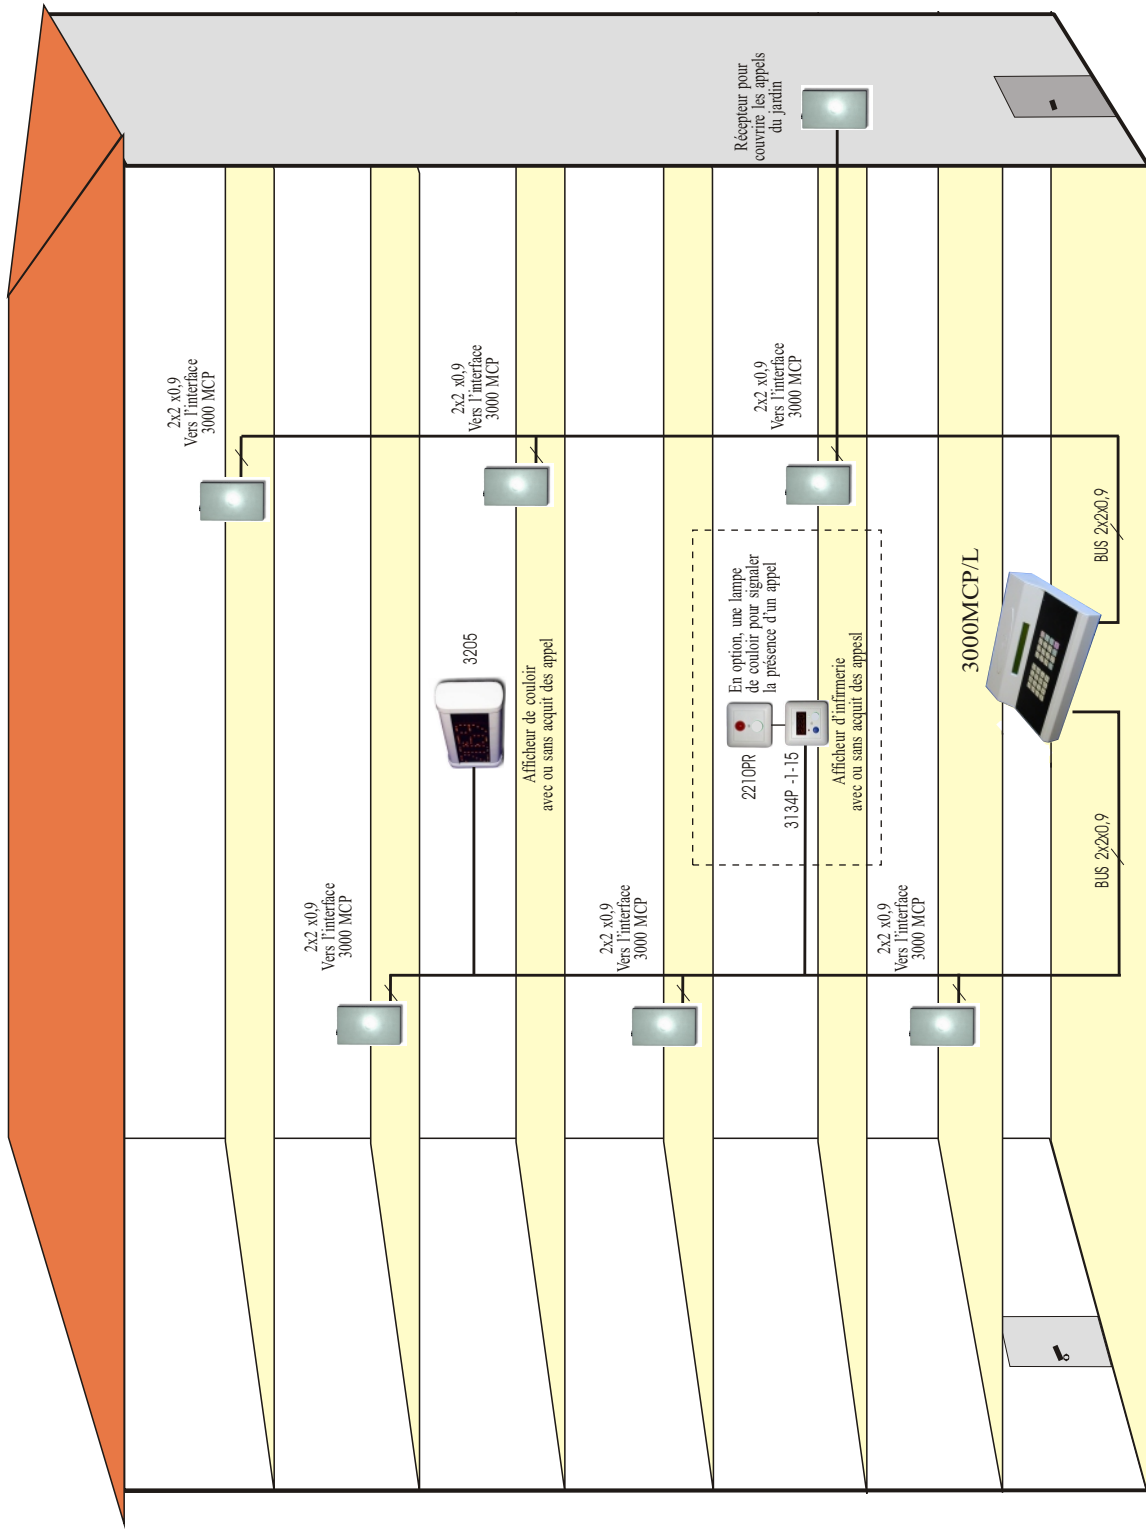 Récepteur pour
couvrire les appels
du jardin
2x2 x0,9
Vers l'interface
3000 MCP
2x2 x0,9
Vers l'interface
3000 MCP
2x2 x0,9
Vers l'interface
3000 MCP
3205
Afficheur de couloir
avec ou sans acquit des appel
En option, une lampe
de couloir pour signaler
la présence d'un appel
2210PR
3134P -1-15
Afficheur d'infirmerie
avec ou sans acquit des appesl
3000MCP/L
BUS 2x2x0,9
BUS 2x2x0,9
2x2 x0,9
Vers l'interface
3000 MCP
2x2 x0,9
Vers l'interface
3000 MCP
2x2 x0,9
Vers l'interface
3000 MCP